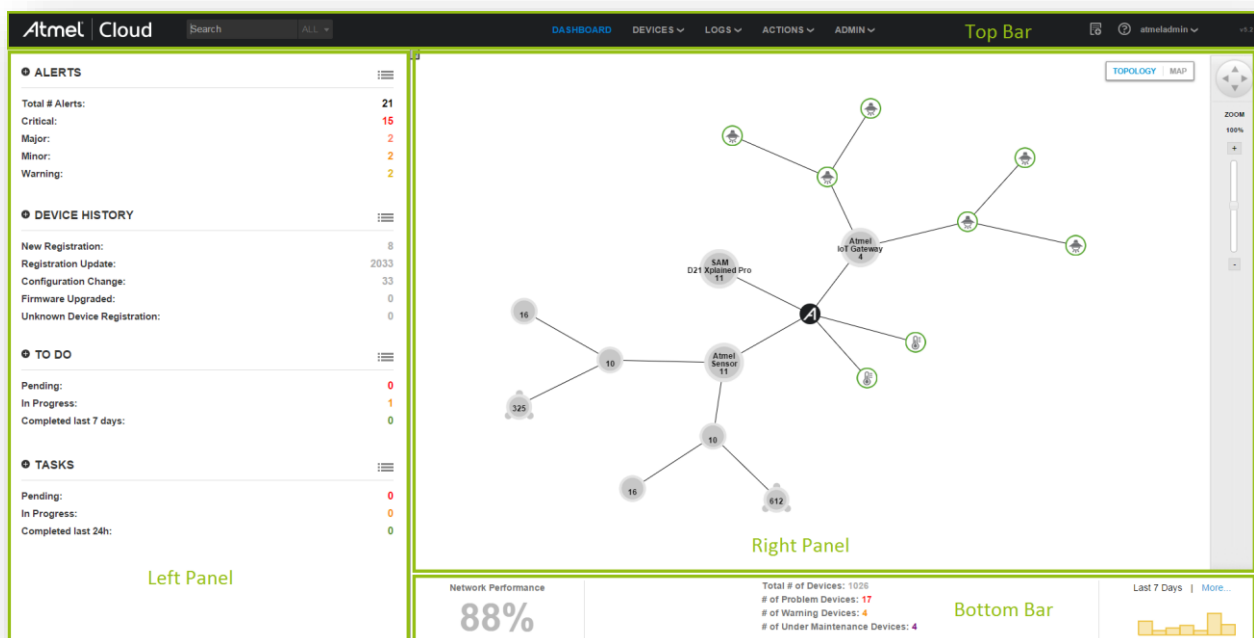 Atmel Cloud Search ALL DASHBOARD DEVICES LOGS ACTIONS ADMIN Top Bar atmeladmin
ALERTS
Total # Alerts: 21
Critical: 15
Major: 2
Minor: 2
Warning: 2
DEVICE HISTORY
New Registration: 8
Registration Update: 2033
Configuration Change: 33
Firmware Upgraded: 0
Unknown Device Registration: 0
TO DO
Pending: 0
In Progress: 1
Completed last 7 days: 0
TASKS
Pending: 0
In Progress: 0
Completed last 24h: 0
Left Panel
TOPOLOGY | MAP
ZOOM
100%
+
-
Atmel
IoT Gateway
4
SAM
D21 Xplained Pro
11
16
10
Atmel
Sensor
11
325
10
16
612
Right Panel
Network Performance
88%
Total # of Devices: 1026
# of Problem Devices: 17
# of Warning Devices: 4
# of Under Maintenance Devices: 4
Bottom Bar
Last 7 Days | More...